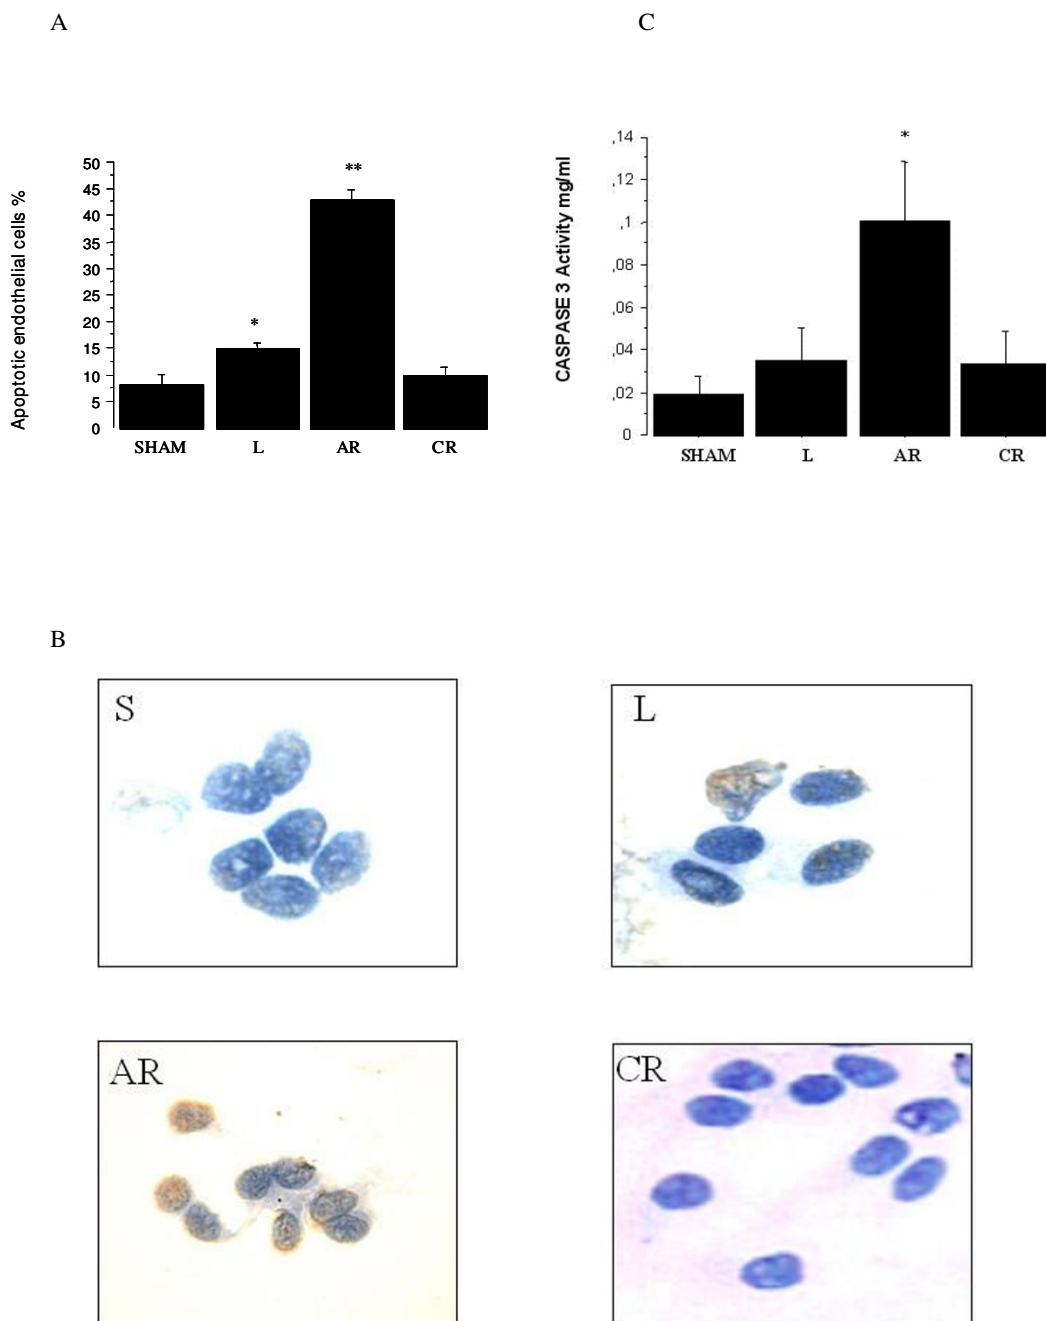 A
C
Apoptotic endothelial cells %
50
45
40
35
30
25
20
15
10
5
0
*
**
SHAM L AR CR
CASPASE 3 Activity mg/ml
,14
,12
,1
,08
,06
,04
,02
0
*
SHAM L AR CR
B
S
L
AR
CR